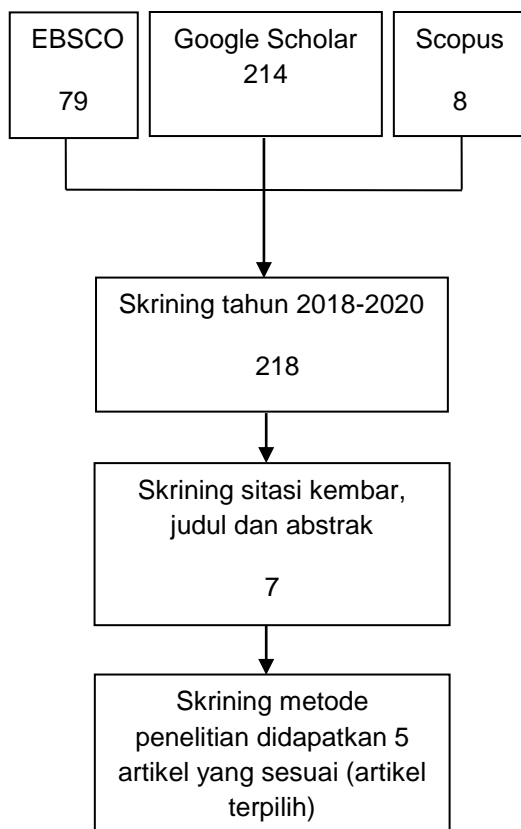 EBSCO
79
Google Scholar
214
Scopus
8
Skrining tahun 2018-2020
218
Skrining sitasi kembar,
judul dan abstrak
7
Skrining metode
penelitian didapatkan 5
artikel yang sesuai (artikel
terpilih)